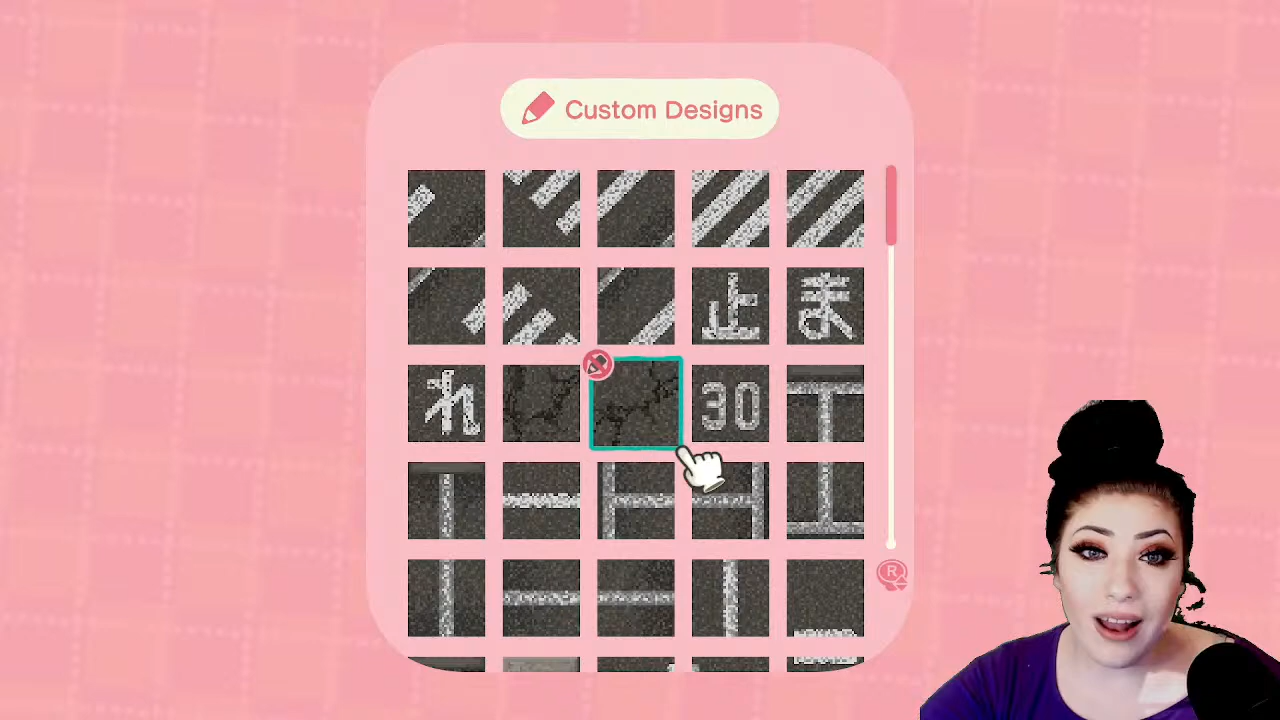 Custom Designs
止 ま
れ 30
R